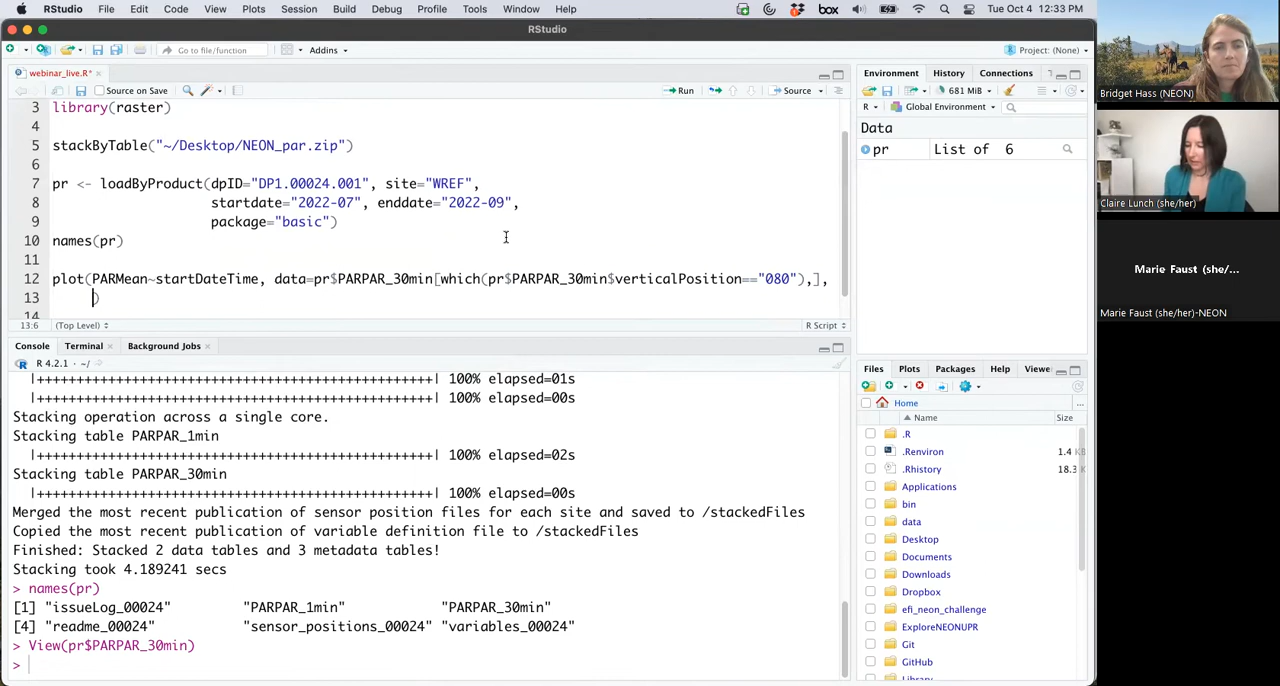 RStudio File Edit Code View Plots Session Build Debug Profile Tools Window Help
box Tue Oct 4 12:33 PM
RStudio
Go to file/function Addins Project: (None)
webinar_live.R*
Source on Save Run Source
3 library(raster)
4
5 stackByTable("~/Desktop/NEON_par.zip")
6
7 pr <- loadByProduct(dpID="DP1.00024.001", site="WREF",
8 startdate="2022-07", enddate="2022-09",
9 package="basic")
10 names(pr)
11
12 plot(PARMean~startDateTime, data=pr$PARPAR_30min[which(pr$PARPAR_30min$verticalPosition=="080"),],
13 )
14
13:6 (Top Level) R Script
Console Terminal Background Jobs
R 4.2.1 · ~/
|++++++++++++++++++++++++++++++++++++++++++++++++++| 100% elapsed=01s
|++++++++++++++++++++++++++++++++++++++++++++++++++| 100% elapsed=00s
Stacking operation across a single core.
Stacking table PARPAR_1min
|++++++++++++++++++++++++++++++++++++++++++++++++++| 100% elapsed=02s
Stacking table PARPAR_30min
|++++++++++++++++++++++++++++++++++++++++++++++++++| 100% elapsed=00s
Merged the most recent publication of sensor position files for each site and saved to /stackedFiles
Copied the most recent publication of variable definition file to /stackedFiles
Finished: Stacked 2 data tables and 3 metadata tables!
Stacking took 4.189241 secs
> names(pr)
[1] "issueLog_00024" "PARPAR_1min" "PARPAR_30min"
[4] "readme_00024" "sensor_positions_00024" "variables_00024"
> View(pr$PARPAR_30min)
>
Environment History Connections
681 MiB
R Global Environment
Data
pr List of 6
Files Plots Packages Help Viewe
Home
Name Size
.R
.Renviron 1.4 K
.Rhistory 18.3 K
Applications
bin
data
Desktop
Documents
Downloads
Dropbox
efi_neon_challenge
ExploreNEONUPR
Git
GitHub
Library
Bridget Hass (NEON)
Claire Lunch (she/her)
Marie Faust (she/...
Marie Faust (she/her)-NEON